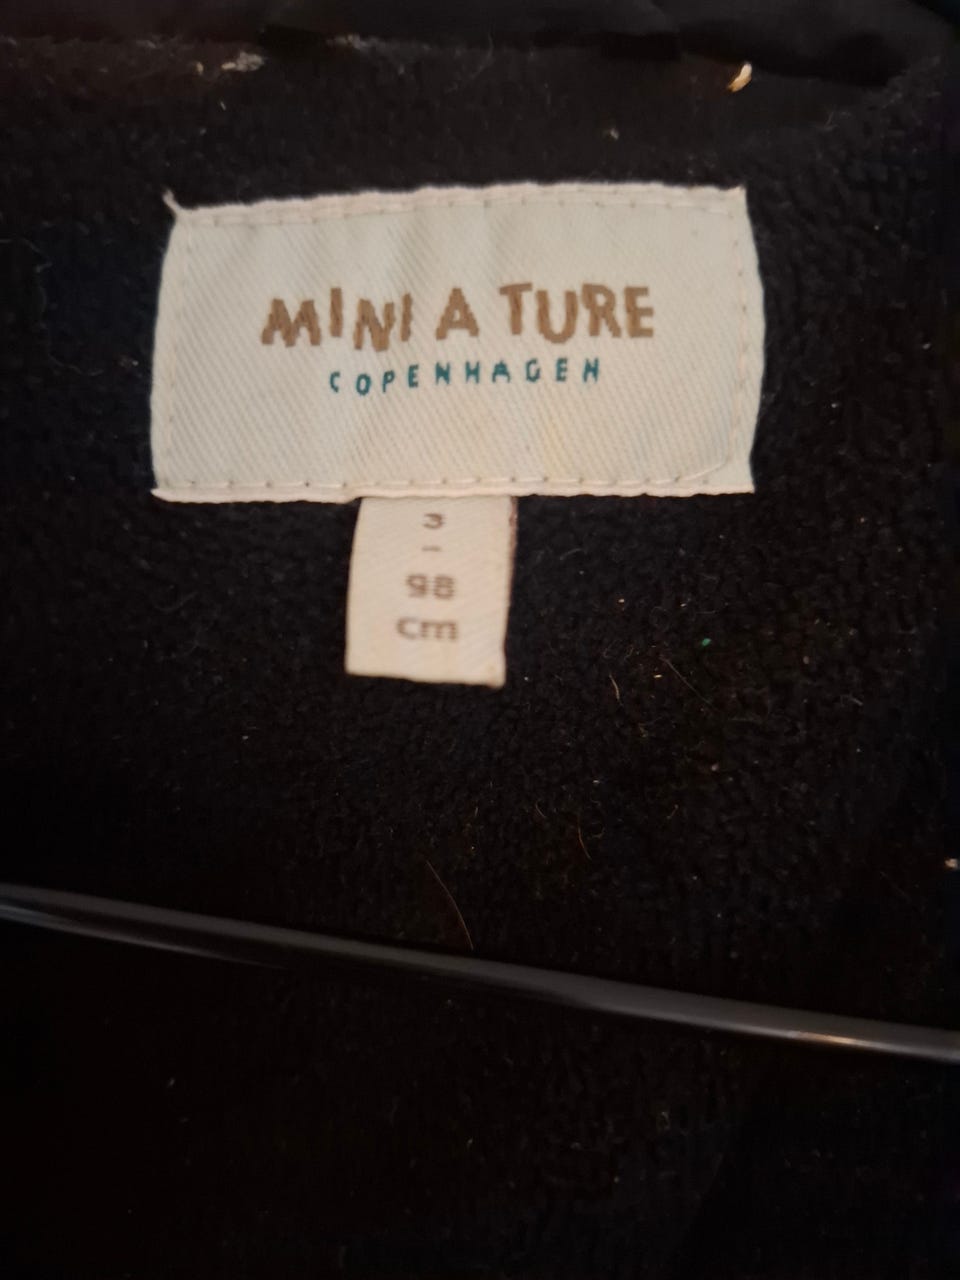 MINI A TURE
COPENHAGEN
3
-
98
cm